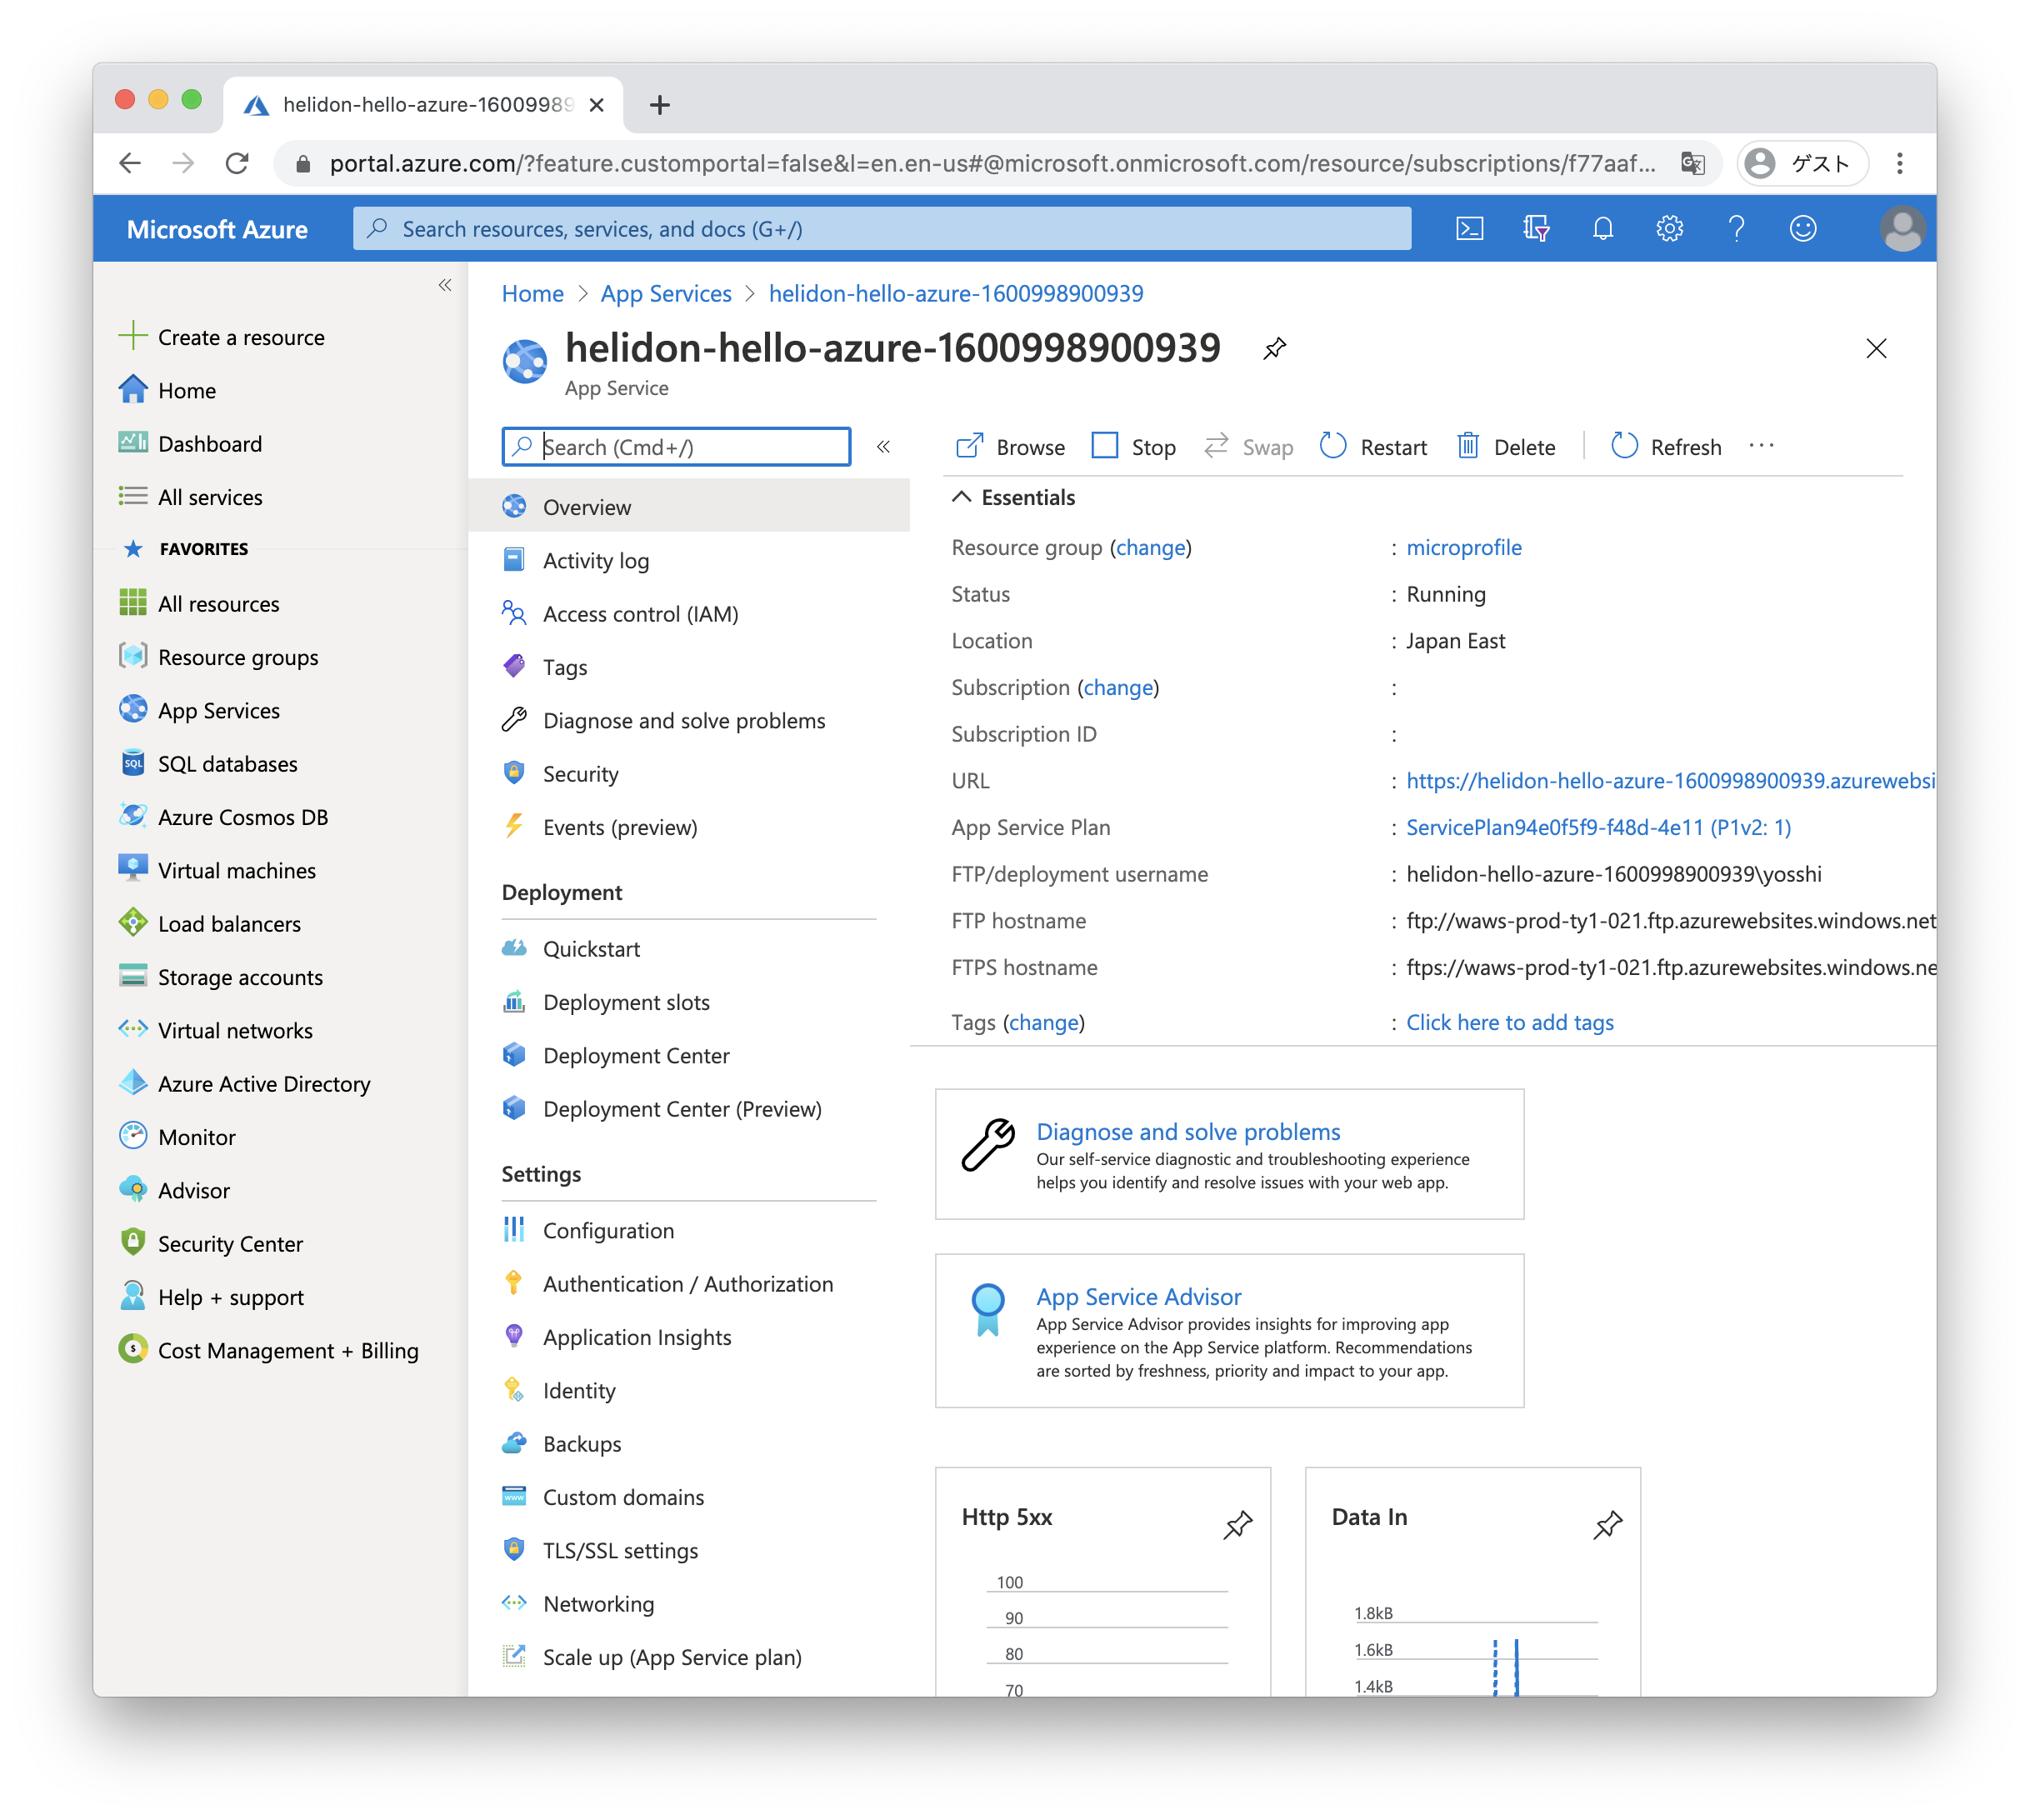 helidon-hello-azure-16009989
portal.azure.com/?feature.customportal=false&l=en.en-us#@microsoft.onmicrosoft.com/resource/subscriptions/f77aaf...
ゲスト
Microsoft Azure
Search resources, services, and docs (G+/)
Create a resource
Home
Dashboard
All services
FAVORITES
All resources
Resource groups
App Services
SQL databases
Azure Cosmos DB
Virtual machines
Load balancers
Storage accounts
Virtual networks
Azure Active Directory
Monitor
Advisor
Security Center
Help + support
Cost Management + Billing
Home > App Services > helidon-hello-azure-1600998900939
helidon-hello-azure-1600998900939
App Service
Search (Cmd+/)
Overview
Activity log
Access control (IAM)
Tags
Diagnose and solve problems
Security
Events (preview)
Deployment
Quickstart
Deployment slots
Deployment Center
Deployment Center (Preview)
Settings
Configuration
Authentication / Authorization
Application Insights
Identity
Backups
Custom domains
TLS/SSL settings
Networking
Scale up (App Service plan)
Browse Stop Swap Restart Delete Refresh ...
Essentials
Resource group (change) : microprofile
Status : Running
Location : Japan East
Subscription (change) :
Subscription ID :
URL : https://helidon-hello-azure-1600998900939.azurewebsi
App Service Plan : ServicePlan94e0f5f9-f48d-4e11 (P1v2: 1)
FTP/deployment username : helidon-hello-azure-1600998900939\yosshi
FTP hostname : ftp://waws-prod-ty1-021.ftp.azurewebsites.windows.net
FTPS hostname : ftps://waws-prod-ty1-021.ftp.azurewebsites.windows.ne
Tags (change) : Click here to add tags
Diagnose and solve problems
Our self-service diagnostic and troubleshooting experience
helps you identify and resolve issues with your web app.
App Service Advisor
App Service Advisor provides insights for improving app
experience on the App Service platform. Recommendations
are sorted by freshness, priority and impact to your app.
Http 5xx
100
90
80
70
Data In
1.8kB
1.6kB
1.4kB